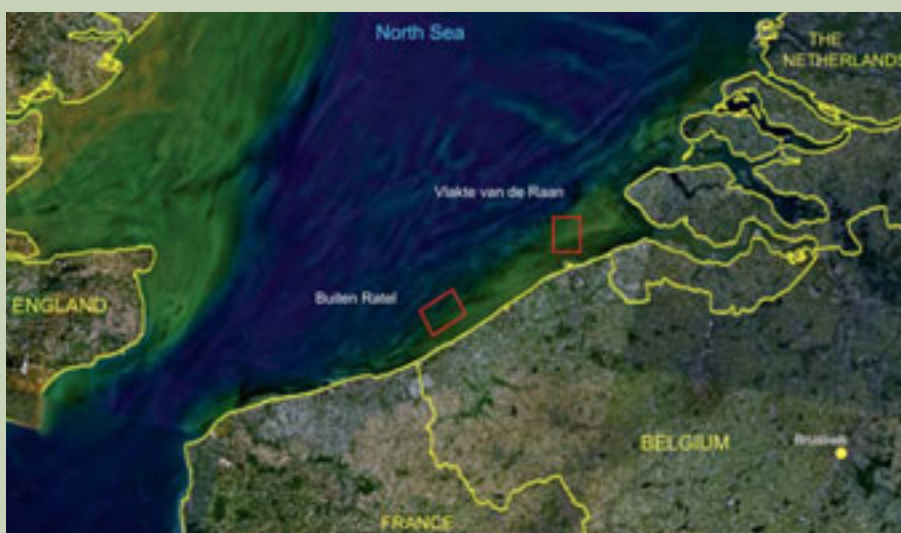 North Sea
THE
NETHERLANDS
Vlakte van de Raan
Buiten Ratel
ENGLAND
BELGIUM
Brussels
FRANCE